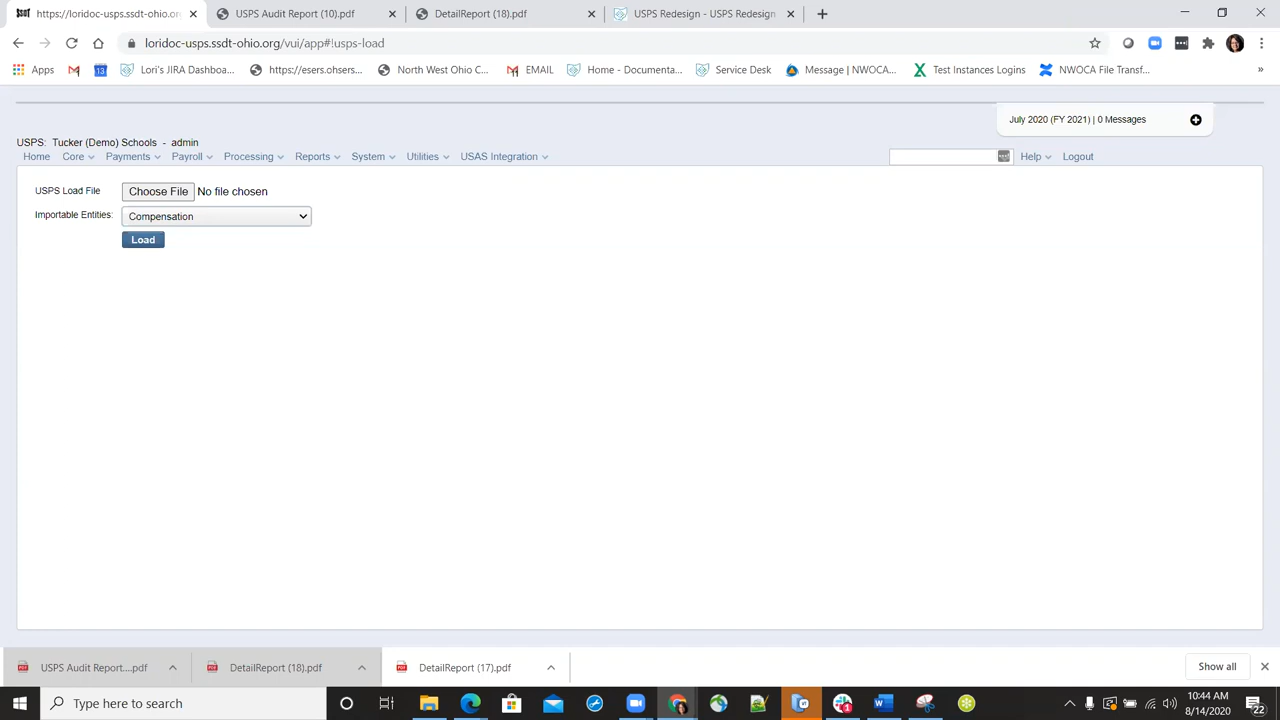 https://loridoc-usps.ssdt-ohio.org
USPS Audit Report (10).pdf
DetailReport (18).pdf
USPS Redesign - USPS Redesign
loridoc-usps.ssdt-ohio.org/vui/app#!usps-load
Apps
13
Lori's JIRA Dashboa...
https://esers.ohsers...
North West Ohio C...
EMAIL
Home - Documenta...
Service Desk
Message | NWOCA...
Test Instances Logins
NWOCA File Transf...
»
July 2020 (FY 2021) | 0 Messages
USPS: Tucker (Demo) Schools - admin
Home Core Payments Payroll Processing Reports System Utilities USAS Integration Help Logout
USPS Load File Choose File No file chosen
Importable Entities: Compensation
Load
USPS Audit Report....pdf
DetailReport (18).pdf
DetailReport (17).pdf
Show all
Type here to search
10:44 AM
8/14/2020
22